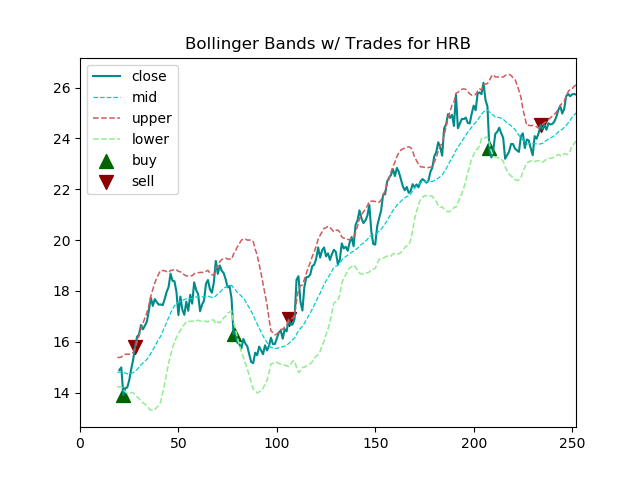 Bollinger Bands w/ Trades for HRB
close
mid
upper
lower
buy
sell
26
24
22
20
18
16
14
0 50 100 150 200 250